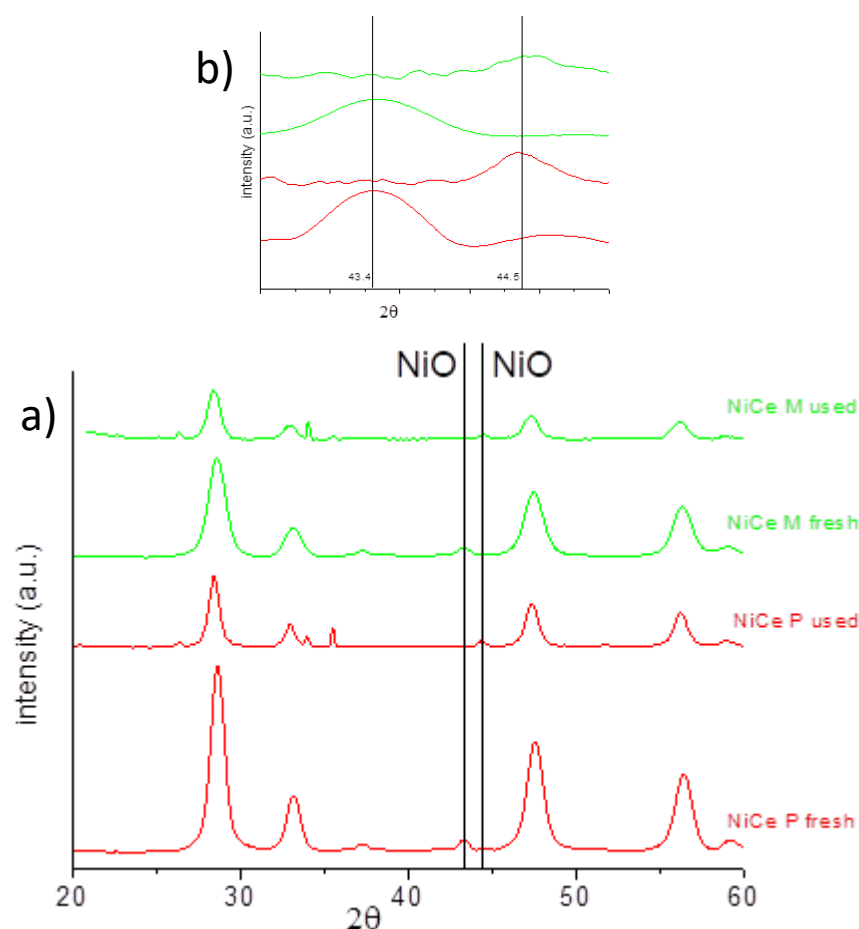 b)
intensity (a.u.)
43.4
44.5
2θ
NiO
NiO
a)
NiCe M used
NiCe M fresh
intensity (a.u.)
NiCe P used
NiCe P fresh
20
30
40
50
60
2θ